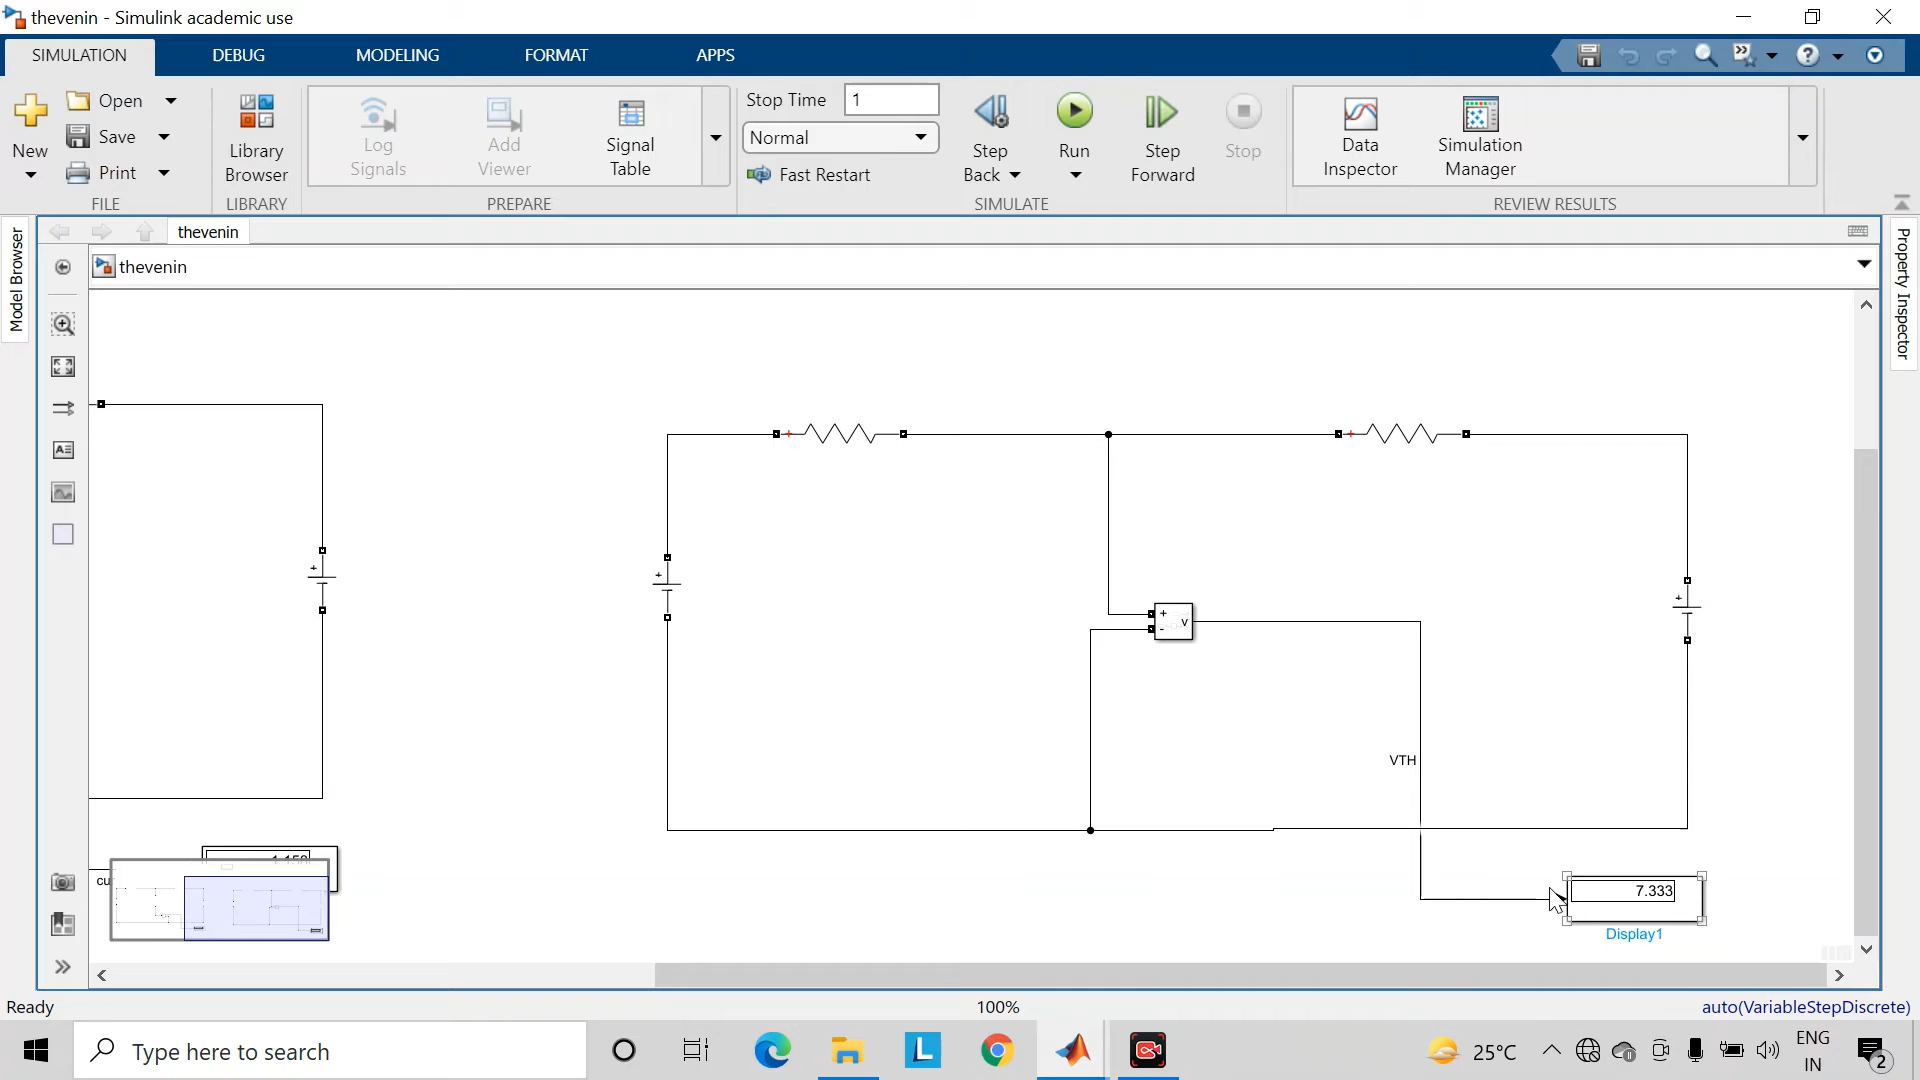 thevenin - Simulink academic use
SIMULATION DEBUG MODELING FORMAT APPS
New
Open
Save
Print
FILE
Library Browser
LIBRARY
Log Signals
Add Viewer
Signal Table
PREPARE
Stop Time 1
Normal
Fast Restart
Step Back
Run
Step Forward
Stop
SIMULATE
Data Inspector
Simulation Manager
REVIEW RESULTS
Model Browser
Property Inspector
thevenin
thevenin
+
+
+
+
+
+
-
v
VTH
cu
7.333
Display1
Ready
100%
auto(VariableStepDiscrete)
Type here to search
L
25°C
ENG
IN
2